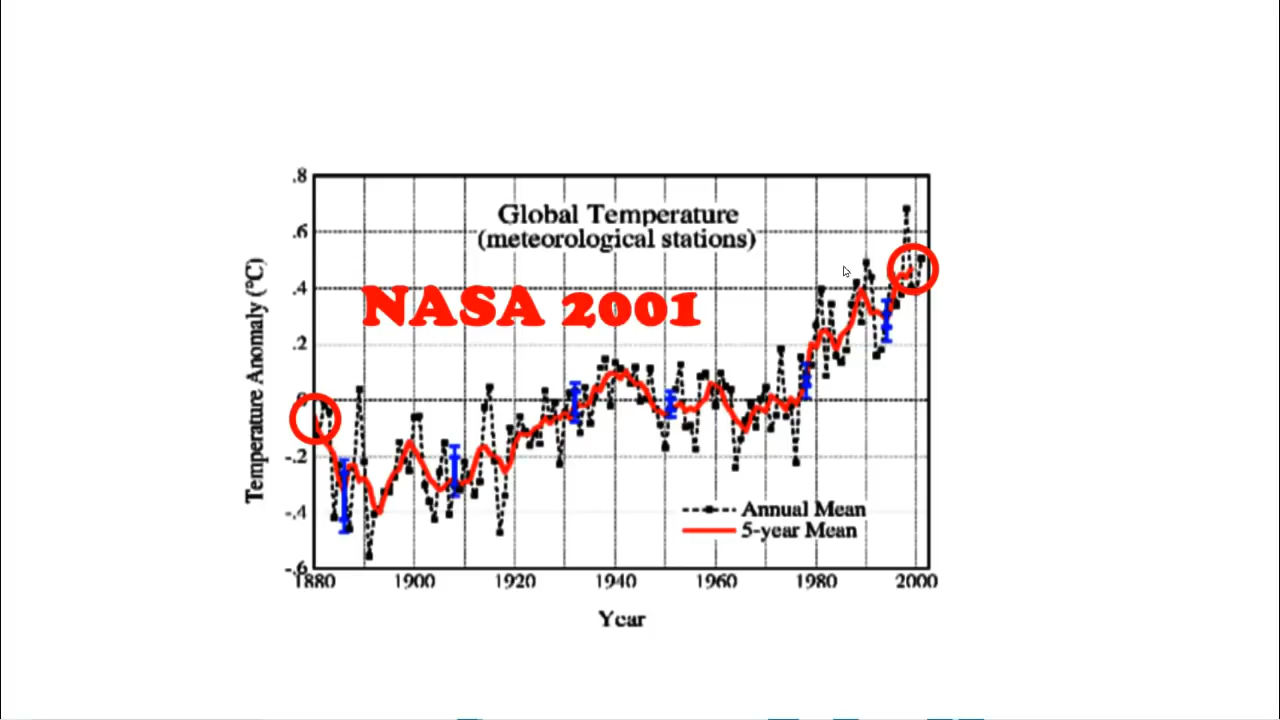 .8
Global Temperature
(meteorological stations)
.6
.4
NASA 2001
.2
.0
-.2
-.4
-.6
Temperature Anomaly (°C)
Annual Mean
5-year Mean
1880 1900 1920 1940 1960 1980 2000
Year